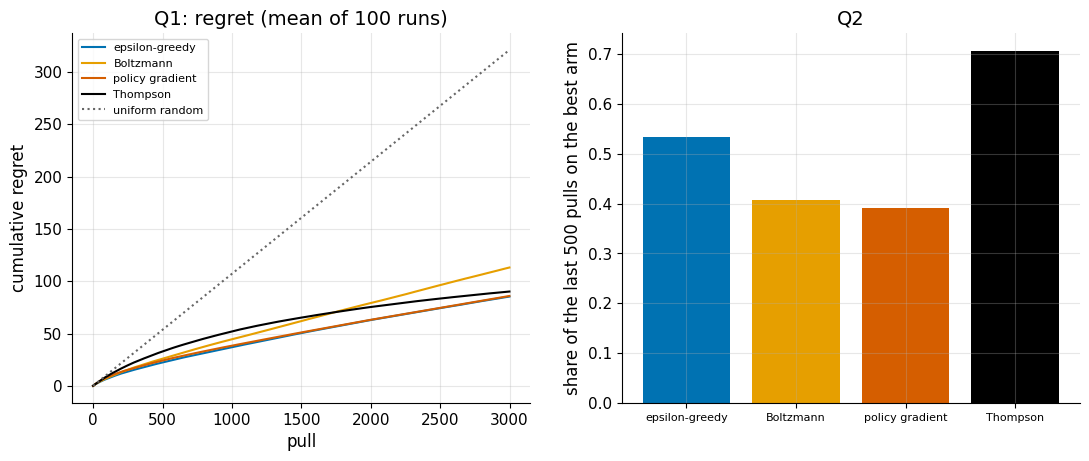 Q1: regret (mean of 100 runs)
cumulative regret
300
250
200
150
100
50
0
epsilon-greedy
Boltzmann
policy gradient
Thompson
uniform random
0
500
1000
1500
2000
2500
3000
pull
Q2
share of the last 500 pulls on the best arm
0.7
0.6
0.5
0.4
0.3
0.2
0.1
0.0
epsilon-greedy
Boltzmann
policy gradient
Thompson